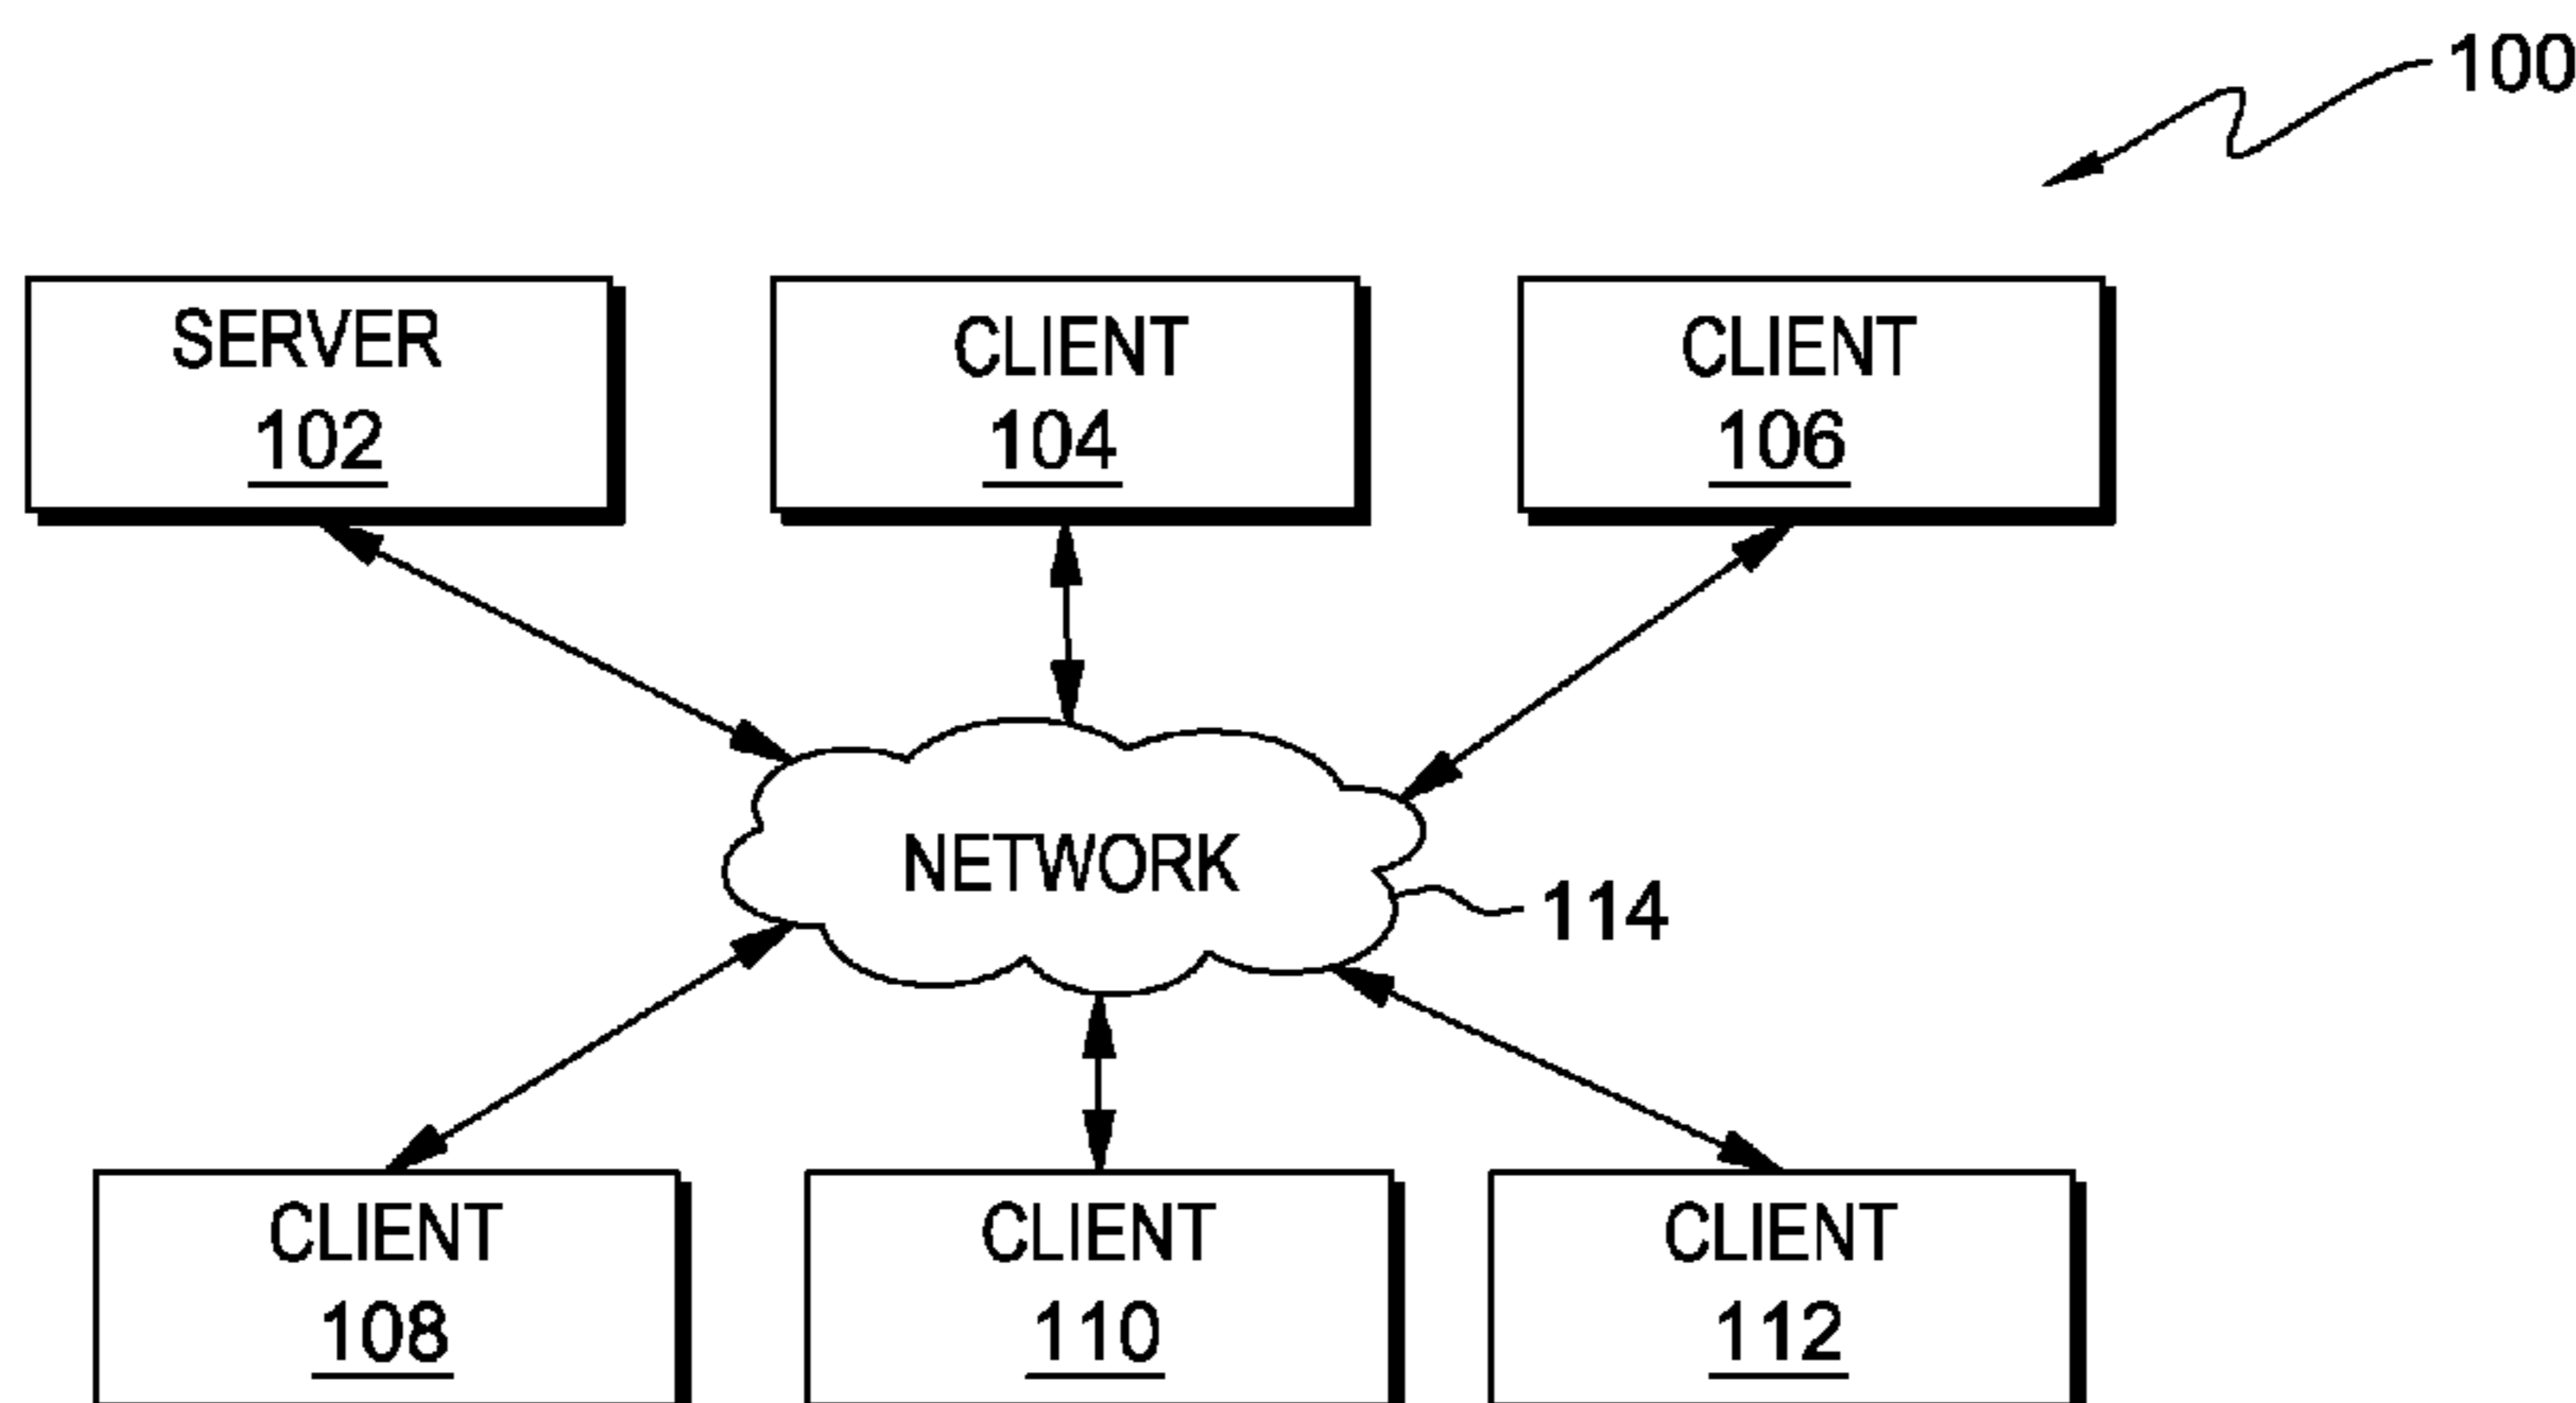 100
SERVER
102
CLIENT
104
CLIENT
106
NETWORK
114
CLIENT
108
CLIENT
110
CLIENT
112